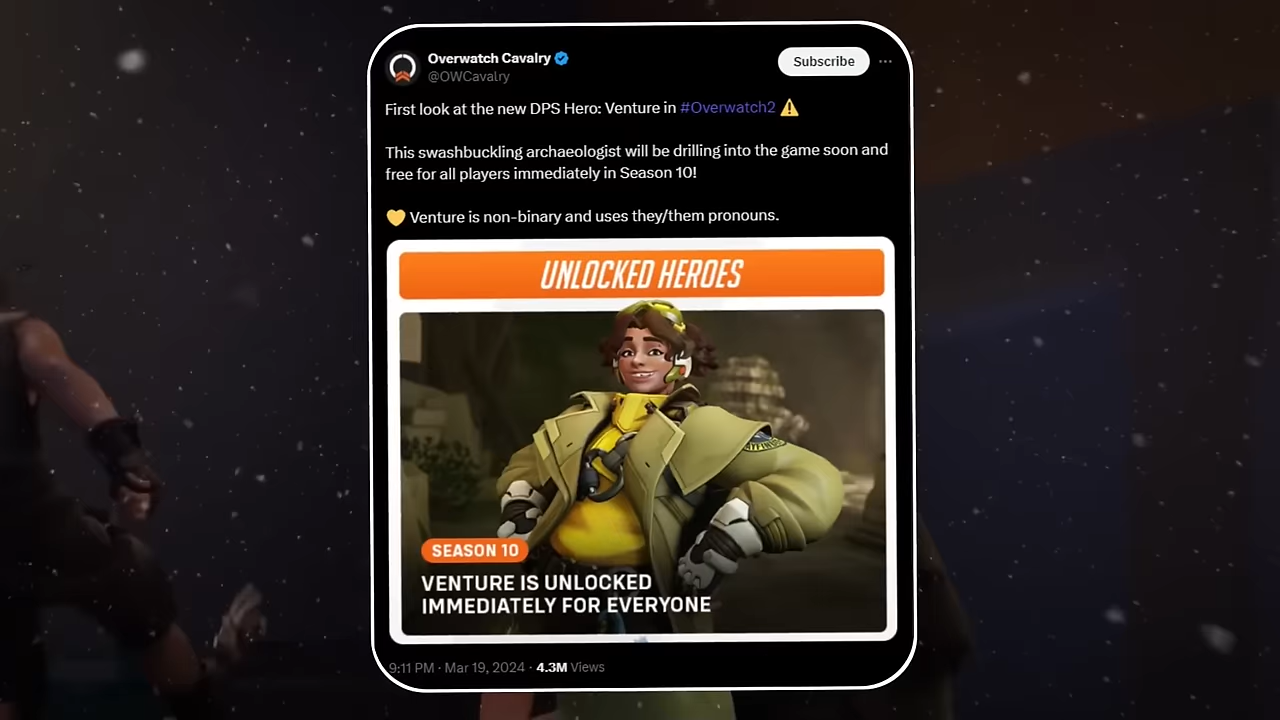 Overwatch Cavalry
@OWCavalry
Subscribe
First look at the new DPS Hero: Venture in #Overwatch2 ⚠️
This swashbuckling archaeologist will be drilling into the game soon and
free for all players immediately in Season 10!
💛 Venture is non-binary and uses they/them pronouns.
UNLOCKED HEROES
SEASON 10
VENTURE IS UNLOCKED
IMMEDIATELY FOR EVERYONE
9:11 PM · Mar 19, 2024 · 4.3M Views